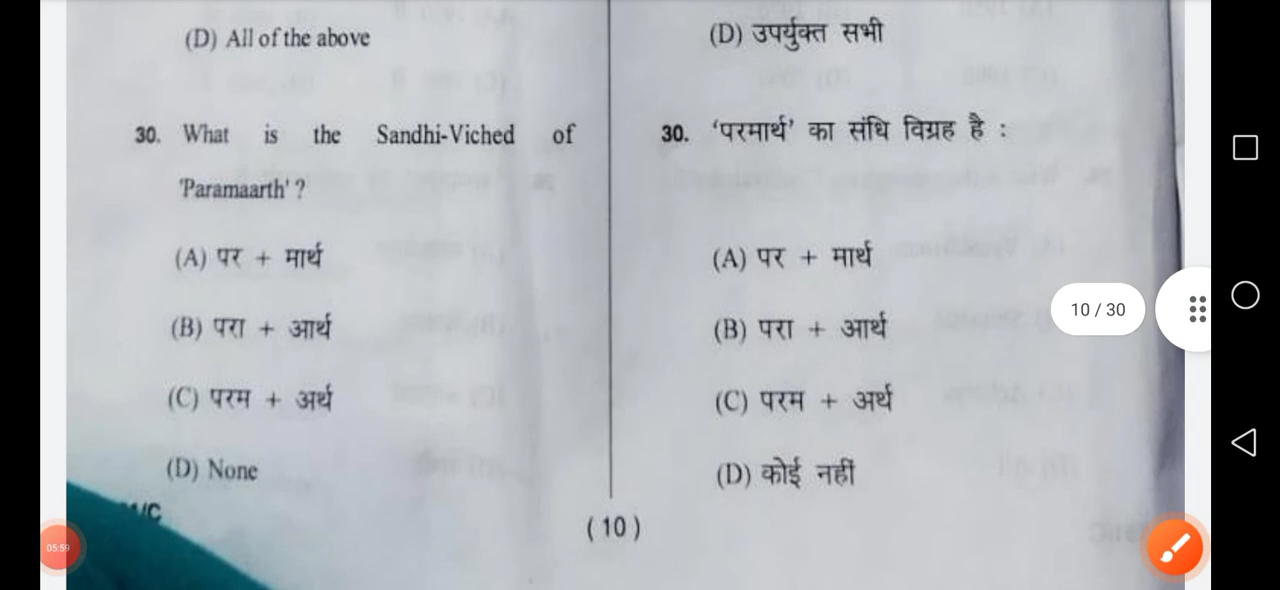 (D) All of the above
30. What is the Sandhi-Viched of
'Paramaarth' ?
(A) पर + मार्थ
(B) परा + आर्थ
(C) परम + अर्थ
(D) None
(D) उपर्युक्त सभी
30. 'परमार्थ' का संधि विग्रह है :
(A) पर + मार्थ
(B) परा + आर्थ
(C) परम + अर्थ
(D) कोई नहीं
(10)
10 / 30
05:59